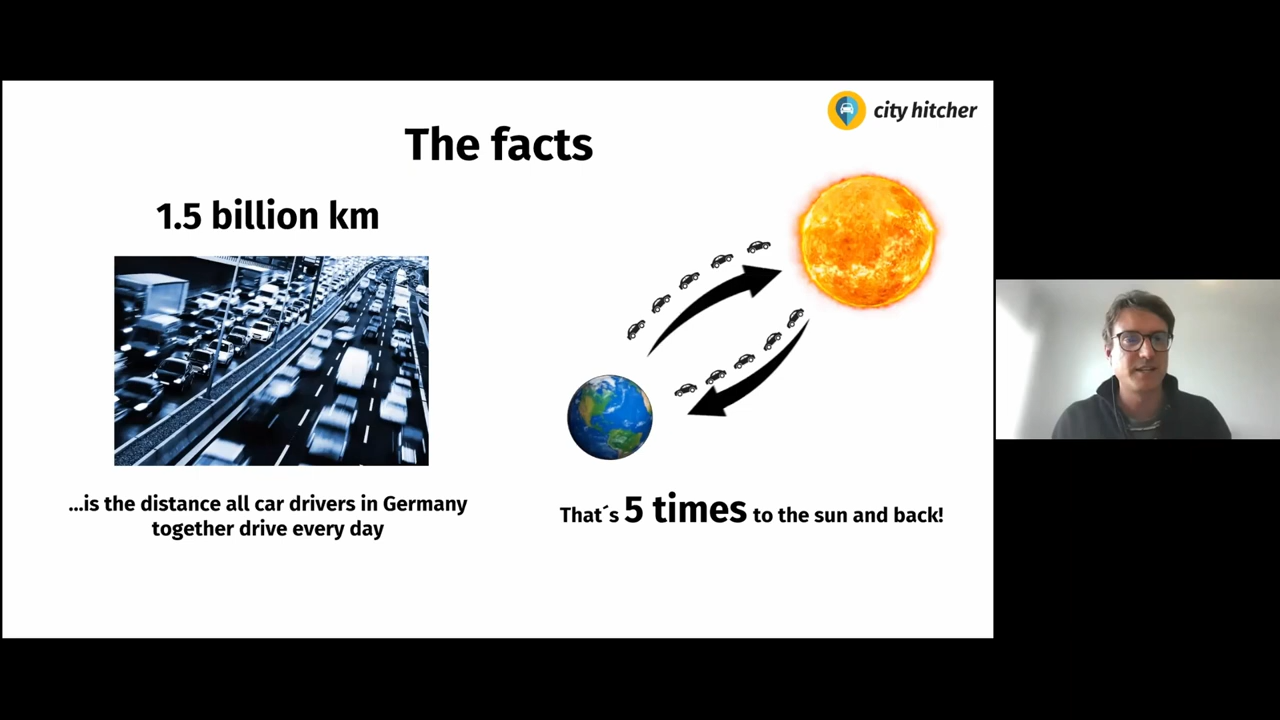 city hitcher
The facts
1.5 billion km
...is the distance all car drivers in Germany
together drive every day
That´s 5 times to the sun and back!